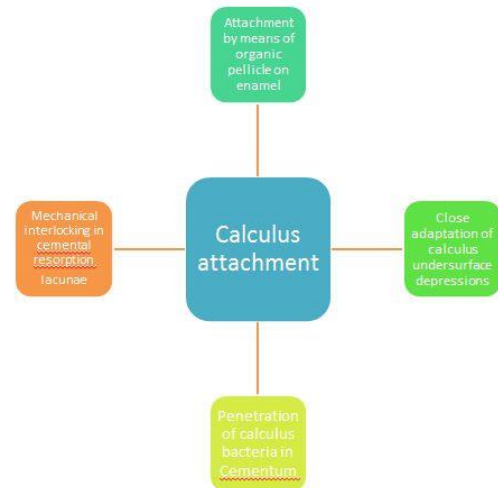 Attachment
by means of
organic
pellicle on
enamel
Mechanical
interlocking in
cemental
resorption
lacunae
Calculus
attachment
Close
adaptation of
calculus
undersurface
depressions
Penetration
of calculus
bacteria in
Cementum